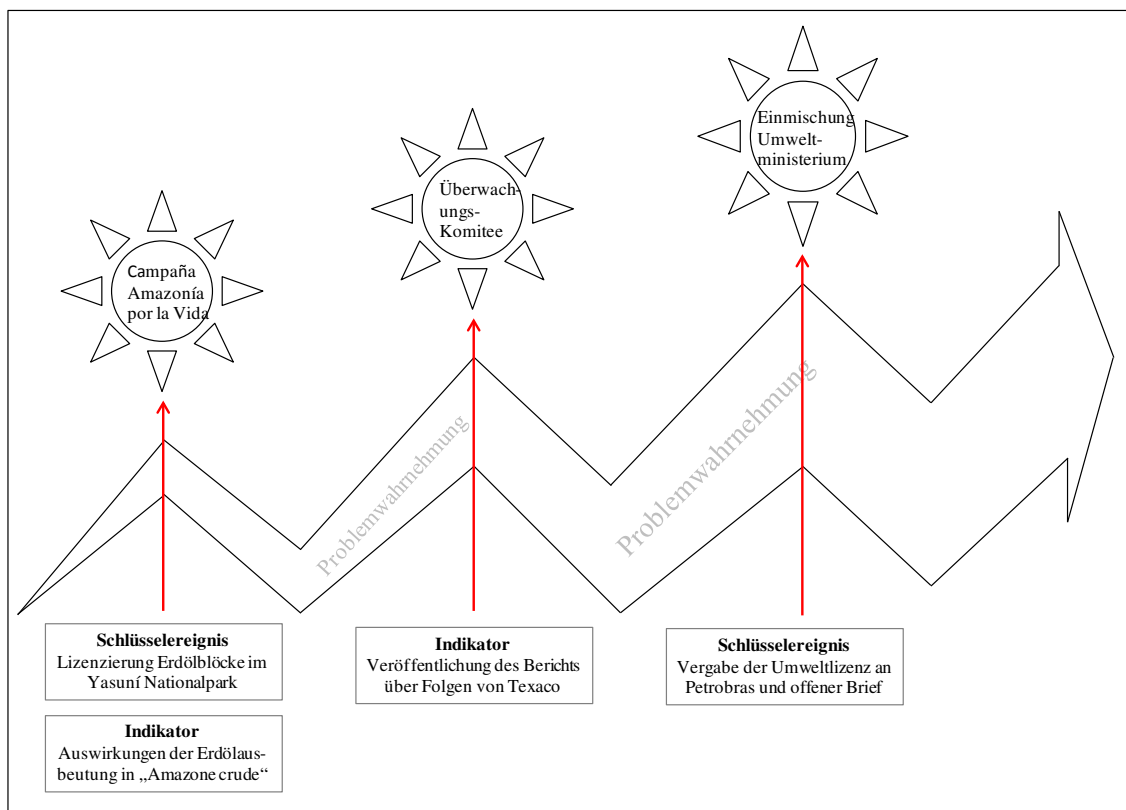 Einmischung
Umwelt-
ministerium
Überwach-
ungs-
Komitee
Campaña
Amazonía
por la Vida
Problemwahrnehmung
Problemwahrnehmung
Schlüsselereignis
Lizenzierung Erdölblöcke im
Yasuní Nationalpark
Indikator
Auswirkungen der Erdölaus-
beutung in „Amazone crude“
Indikator
Veröffentlichung des Berichts
über Folgen von Texaco
Schlüsselereignis
Vergabe der Umweltlizenz an
Petrobras und offener Brief